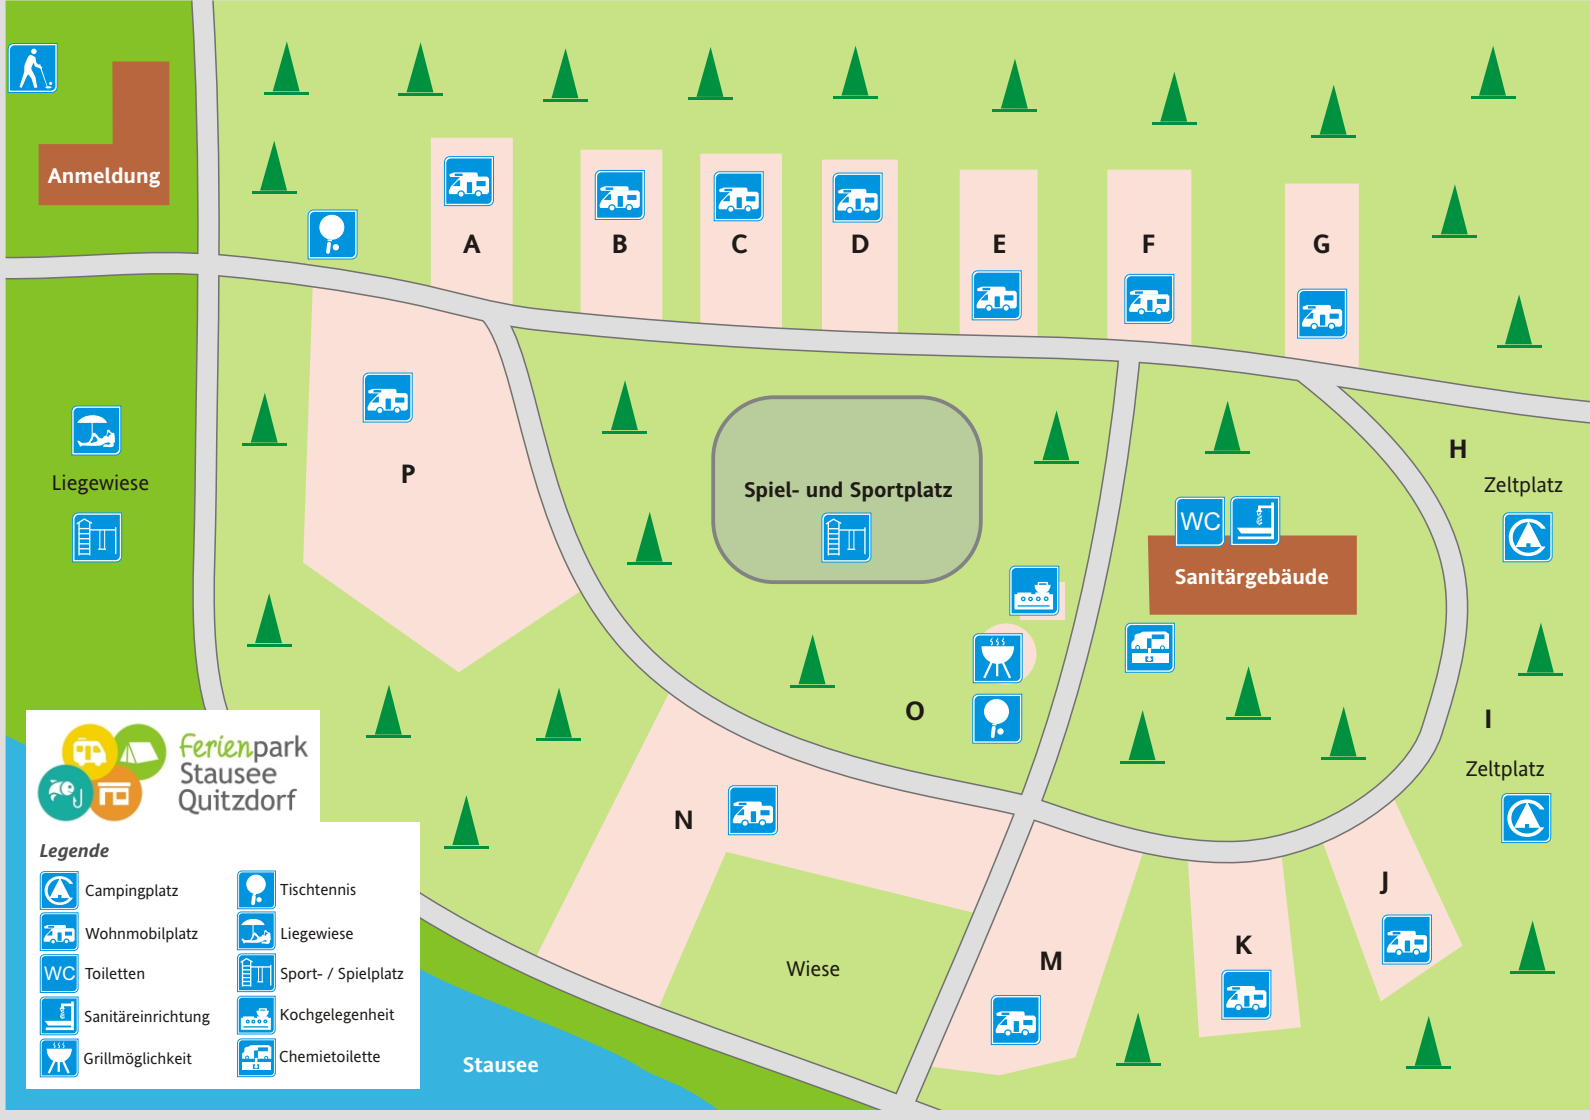 Anmeldung
A
B
C
D
E
F
G
H
Zeltplatz
P
Liegewiese
Spiel- und Sportplatz
WC
Sanitärgebäude
O
I
Zeltplatz
N
J
K
M
Wiese
Stausee
Ferienpark
Stausee
Quitzdorf
Legende
Campingplatz
Wohnmobilplatz
WC
Toiletten
Sanitäreinrichtung
Grillmöglichkeit
Tischtennis
Liegewiese
Sport- / Spielplatz
Kochgelegenheit
Chemietoilette